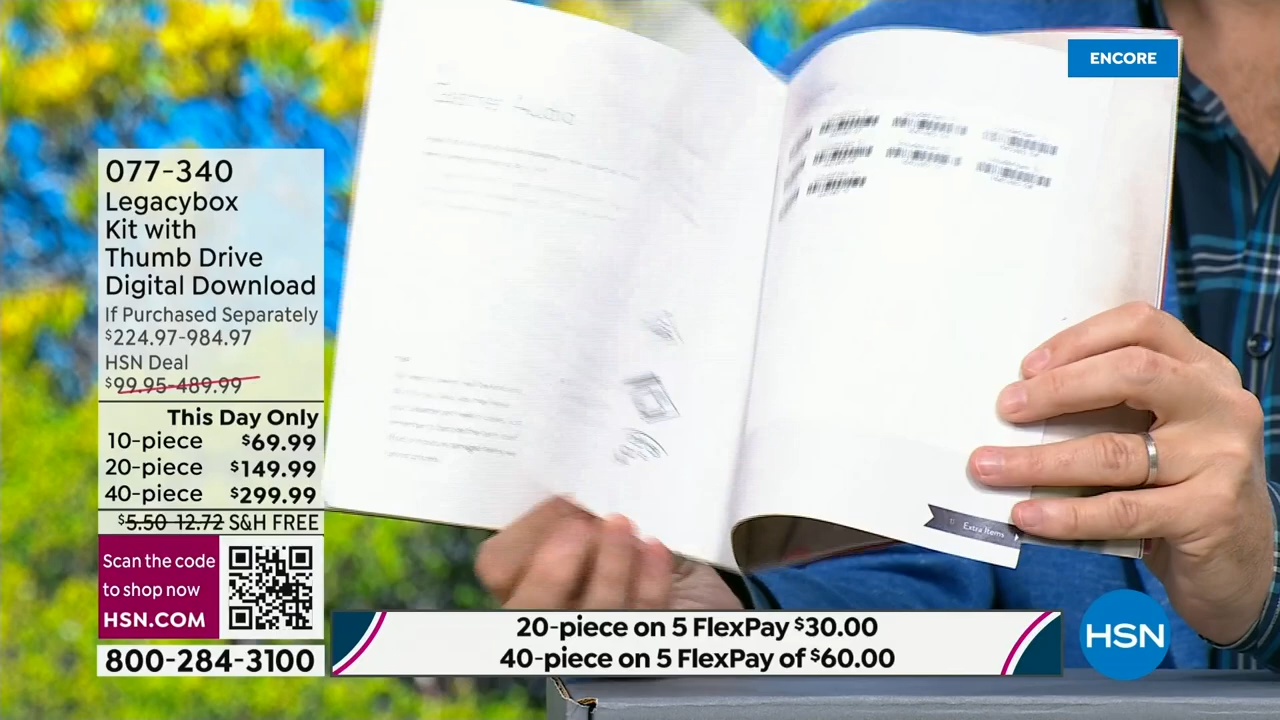 ENCORE
077-340
Legacybox
Kit with
Thumb Drive
Digital Download
If Purchased Separately
$224.97-984.97
HSN Deal
$99.95-489.99
This Day Only
10-piece $69.99
20-piece $149.99
40-piece $299.99
$5.50-12.72 S&H FREE
Scan the code
to shop now
HSN.COM
800-284-3100
Extra Items
20-piece on 5 FlexPay $30.00
40-piece on 5 FlexPay of $60.00
HSN